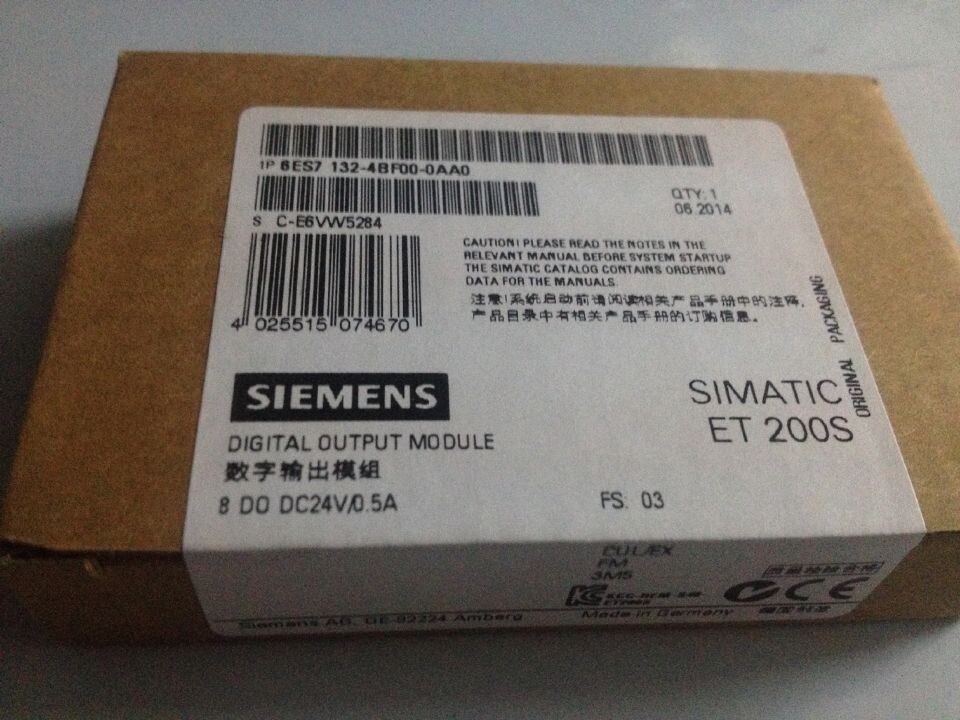 1P 6ES7 132-4BF00-0AA0
QTY: 1
06.2014
S C-E6VW5284
CAUTION! PLEASE READ THE NOTES IN THE
RELEVANT MANUAL BEFORE SYSTEM STARTUP
THE SIMATIC CATALOG CONTAINS ORDERING
DATA FOR THE MANUALS.
注意!系统启动前请阅读相关产品手册中的注释,
产品目录中有相关产品手册的订购信息。
4 025515 074670
ORIGINAL PACKAGING
SIEMENS
SIMATIC
ET 200S
DIGITAL OUTPUT MODULE
数字输出模组
8 DO DC24V/0.5A
FS. 03
CUL/EX
FM
CE
Siemens AG, DE-92224 Amberg
Made in Germany